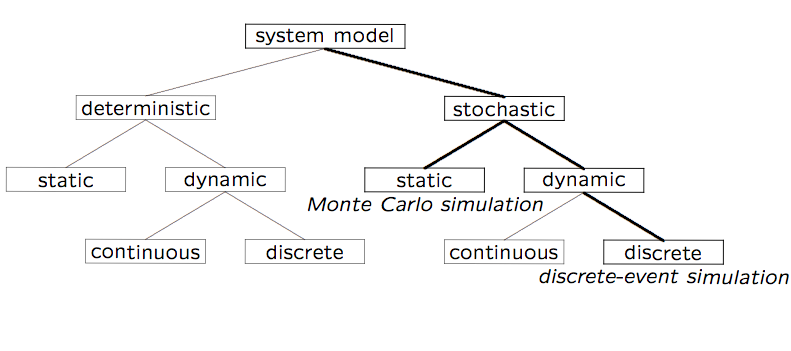 system model
deterministic
stochastic
static
dynamic
static
dynamic
Monte Carlo simulation
continuous
discrete
continuous
discrete
discrete-event simulation